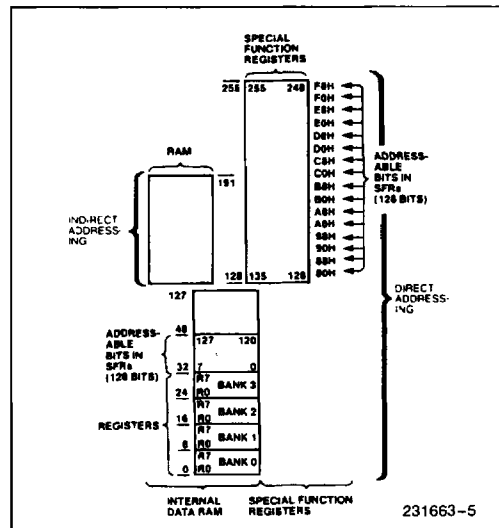 SPECIAL
FUNCTION
REGISTERS
255 255 248
F8H
F0H
E8H
E0H
D8H
D0H
C8H
C0H
B8H
B0H
A8H
A0H
98H
90H
88H
80H
ADDRESS-
ABLE
BITS IN
SFRs
(128 BITS)
RAM
191
INDIRECT
ADDRESS-
ING
128 135 128
DIRECT
ADDRESS-
ING
127
48
ADDRESS-
ABLE
BITS IN
SFRs
(128 BITS)
127 120
7 0
32
R7
R0 BANK 3
24
R7
R0 BANK 2
16
R7
R0 BANK 1
8
R7
R0 BANK 0
0
REGISTERS
INTERNAL
DATA RAM
SPECIAL FUNCTION
REGISTERS
231663-5